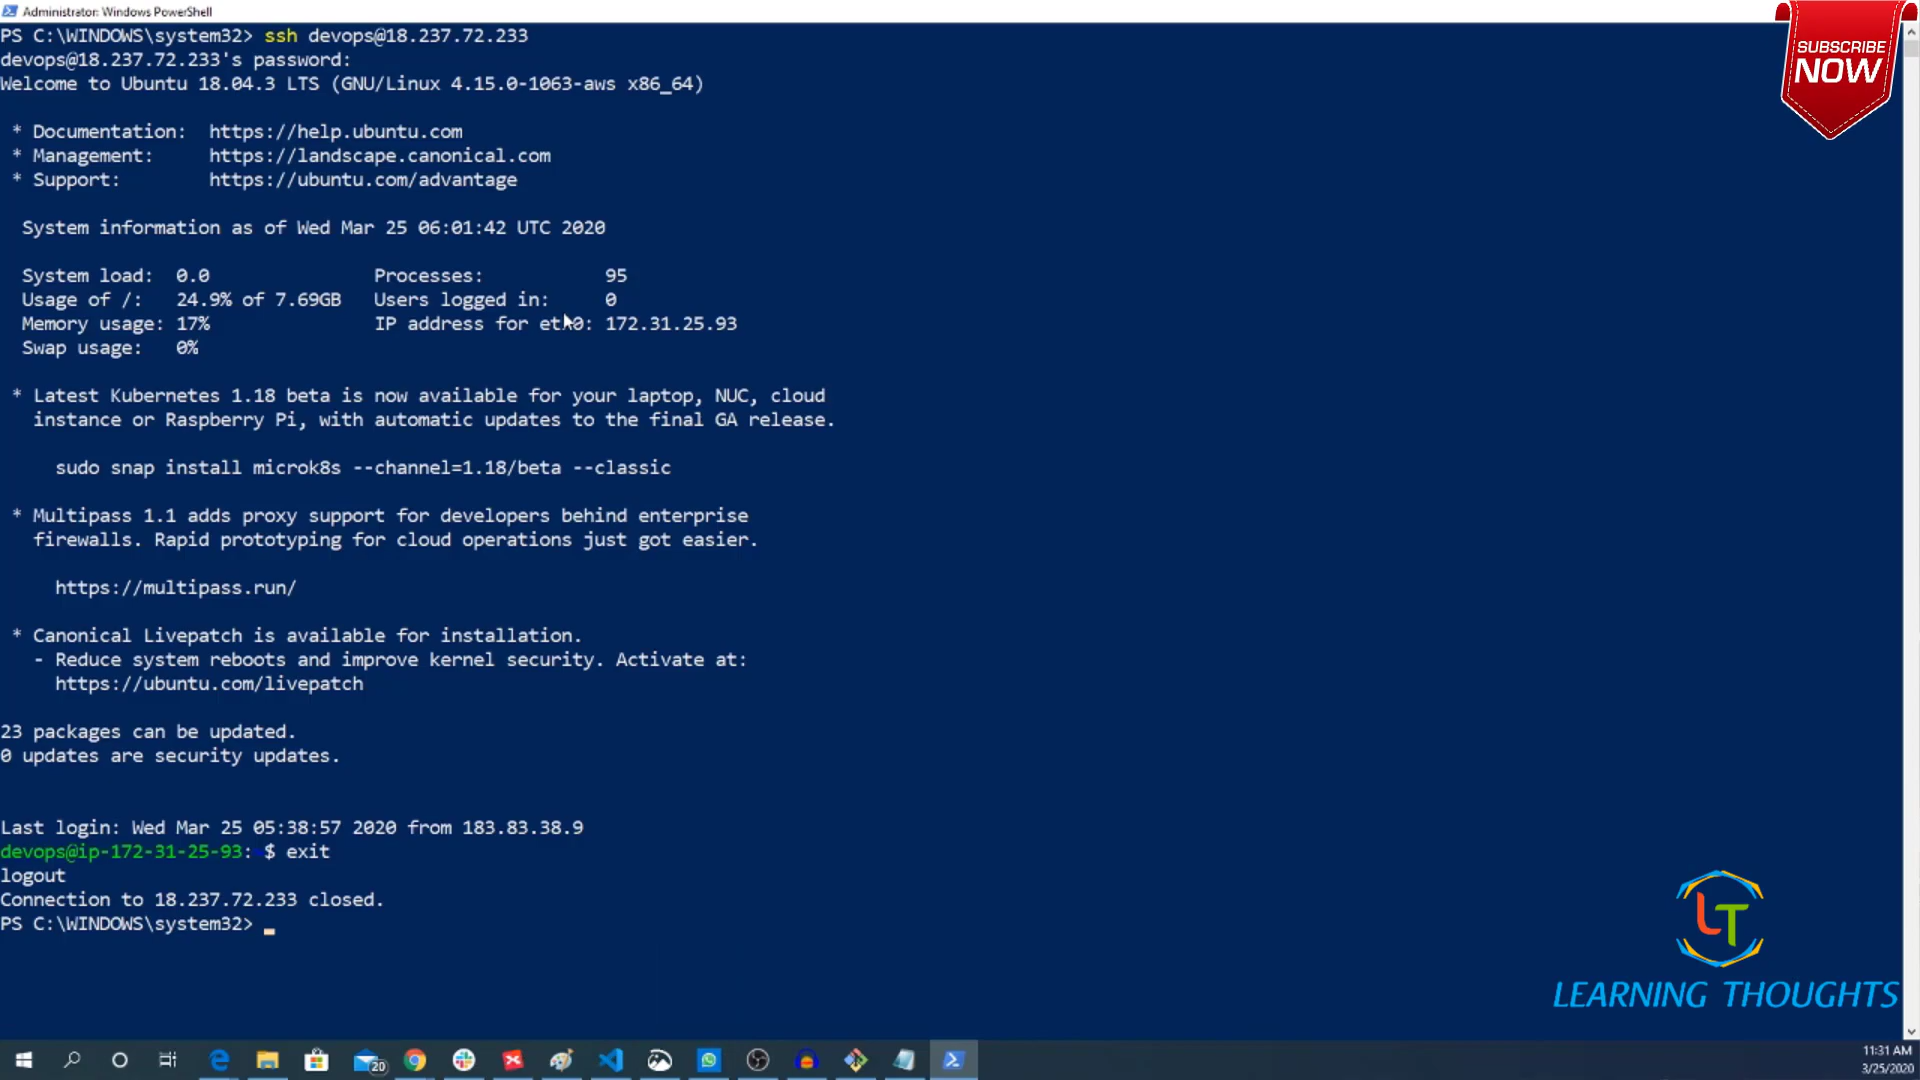 Administrator: Windows PowerShell
PS C:\WINDOWS\system32> ssh devops@18.237.72.233
devops@18.237.72.233's password:
Welcome to Ubuntu 18.04.3 LTS (GNU/Linux 4.15.0-1063-aws x86_64)
* Documentation: https://help.ubuntu.com
* Management: https://landscape.canonical.com
* Support: https://ubuntu.com/advantage
System information as of Wed Mar 25 06:01:42 UTC 2020
System load: 0.0 Processes: 95
Usage of /: 24.9% of 7.69GB Users logged in: 0
Memory usage: 17% IP address for eth0: 172.31.25.93
Swap usage: 0%
* Latest Kubernetes 1.18 beta is now available for your laptop, NUC, cloud
instance or Raspberry Pi, with automatic updates to the final GA release.
sudo snap install microk8s --channel=1.18/beta --classic
* Multipass 1.1 adds proxy support for developers behind enterprise
firewalls. Rapid prototyping for cloud operations just got easier.
https://multipass.run/
* Canonical Livepatch is available for installation.
- Reduce system reboots and improve kernel security. Activate at:
https://ubuntu.com/livepatch
23 packages can be updated.
0 updates are security updates.
Last login: Wed Mar 25 05:38:57 2020 from 183.83.38.9
devops@ip-172-31-25-93:~$ exit
logout
Connection to 18.237.72.233 closed.
PS C:\WINDOWS\system32> _
SUBSCRIBE
NOW
LT
LEARNING THOUGHTS
20
11:31 AM
3/25/2020